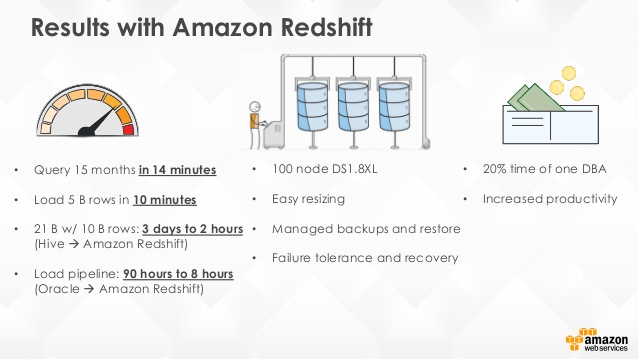 Results with Amazon Redshift
• Query 15 months in 14 minutes
• Load 5 B rows in 10 minutes
• 21 B w/ 10 B rows: 3 days to 2 hours
(Hive → Amazon Redshift)
• Load pipeline: 90 hours to 8 hours
(Oracle → Amazon Redshift)
• 100 node DS1.8XL
• Easy resizing
• Managed backups and restore
• Failure tolerance and recovery
• 20% time of one DBA
• Increased productivity
amazon
web services